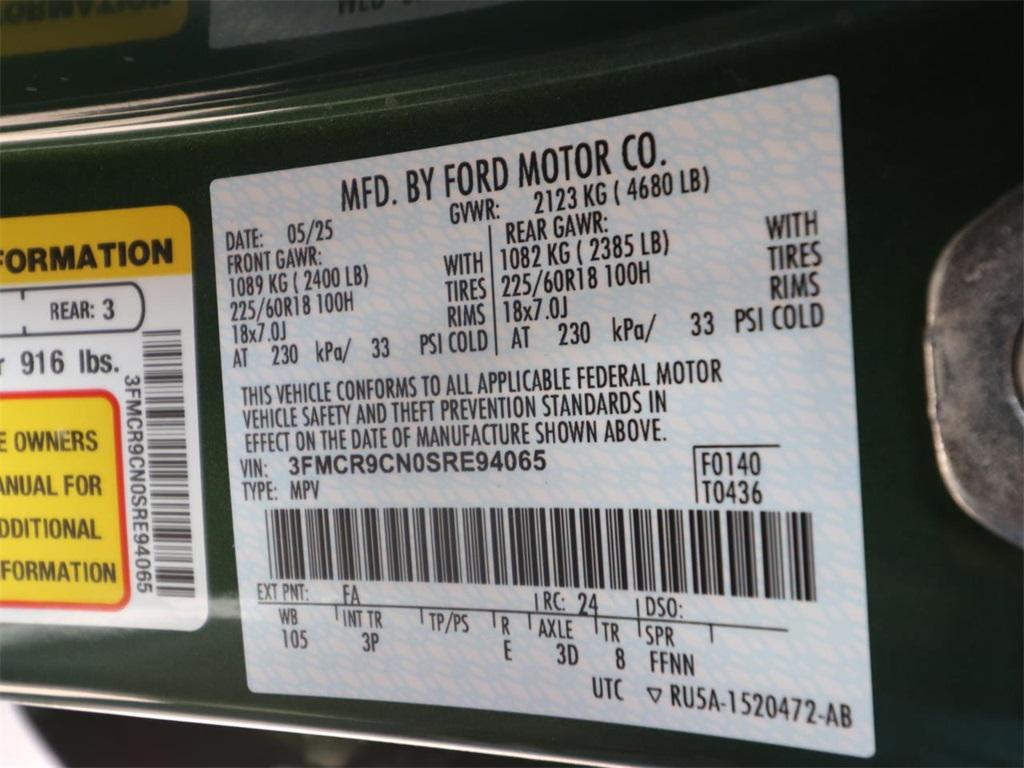 MFD. BY FORD MOTOR CO.
DATE: 05/25 GVWR: 2123 KG ( 4680 LB)
FRONT GAWR: REAR GAWR:
1089 KG ( 2400 LB) WITH 1082 KG ( 2385 LB) WITH
225/60R18 100H TIRES 225/60R18 100H TIRES
18x7.0J RIMS 18x7.0J RIMS
AT 230 kPa/ 33 PSI COLD AT 230 kPa/ 33 PSI COLD
THIS VEHICLE CONFORMS TO ALL APPLICABLE FEDERAL MOTOR
VEHICLE SAFETY AND THEFT PREVENTION STANDARDS IN
EFFECT ON THE DATE OF MANUFACTURE SHOWN ABOVE.
VIN: 3FMCR9CN0SRE94065 F0140
TYPE: MPV T0436
EXT PNT: FA RC: 24 DSO:
WB INT TR TP/PS R AXLE TR SPR
105 3P E 3D 8 FFNN
UTC ▽ RU5A-1520472-AB
FORMATION
REAR: 3
916 lbs.
3FMCR9CN0SRE94065
E OWNERS
ANUAL FOR
DDITIONAL
FORMATION